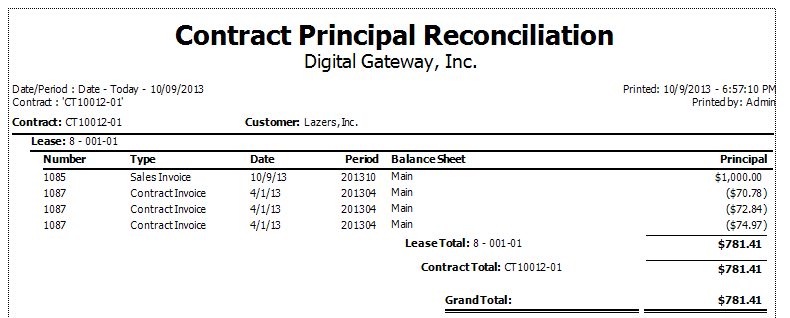 Contract Principal Reconciliation
Digital Gateway, Inc.
Date/Period : Date - Today - 10/09/2013 Printed: 10/9/2013 - 6:57:10 PM
Contract : 'CT10012-01' Printed by: Admin
Contract: CT10012-01 Customer: Lazers, Inc.
Lease: 8 - 001-01
Number Type Date Period Balance Sheet Principal
1085 Sales Invoice 10/9/13 201310 Main $1,000.00
1087 Contract Invoice 4/1/13 201304 Main ($70.78)
1087 Contract Invoice 4/1/13 201304 Main ($72.84)
1087 Contract Invoice 4/1/13 201304 Main ($74.97)
Lease Total: 8 - 001-01 $781.41
Contract Total: CT10012-01 $781.41
Grand Total: $781.41